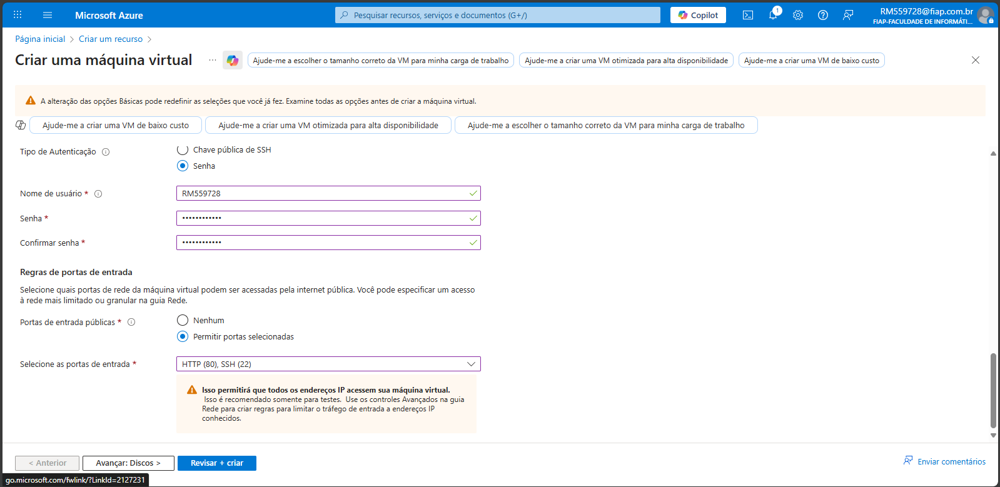 Microsoft Azure
Pesquisar recursos, serviços e documentos (G+/)
Copilot
1
RM559728@fiap.com.br
FIAP-FACULDADE DE INFORMÁTI...
Página inicial > Criar um recurso >
Criar uma máquina virtual
...
Ajude-me a escolher o tamanho correto da VM para minha carga de trabalho
Ajude-me a criar uma VM otimizada para alta disponibilidade
Ajude-me a criar uma VM de baixo custo
A alteração das opções Básicas pode redefinir as seleções que você já fez. Examine todas as opções antes de criar a máquina virtual.
Ajude-me a criar uma VM de baixo custo
Ajude-me a criar uma VM otimizada para alta disponibilidade
Ajude-me a escolher o tamanho correto da VM para minha carga de trabalho
Tipo de Autenticação
Chave pública de SSH
Senha
Nome de usuário *
RM559728
Senha *
••••••••••••
Confirmar senha *
••••••••••••
Regras de portas de entrada
Selecione quais portas de rede da máquina virtual podem ser acessadas pela internet pública. Você pode especificar um acesso
à rede mais limitado ou granular na guia Rede.
Portas de entrada públicas *
Nenhum
Permitir portas selecionadas
Selecione as portas de entrada *
HTTP (80), SSH (22)
Isso permitirá que todos os endereços IP acessem sua máquina virtual.
Isso é recomendado somente para testes. Use os controles Avançados na guia
Rede para criar regras para limitar o tráfego de entrada a endereços IP
conhecidos.
< Anterior
Avançar: Discos >
Revisar + criar
Enviar comentários
go.microsoft.com/fwlink/?LinkId=2127231